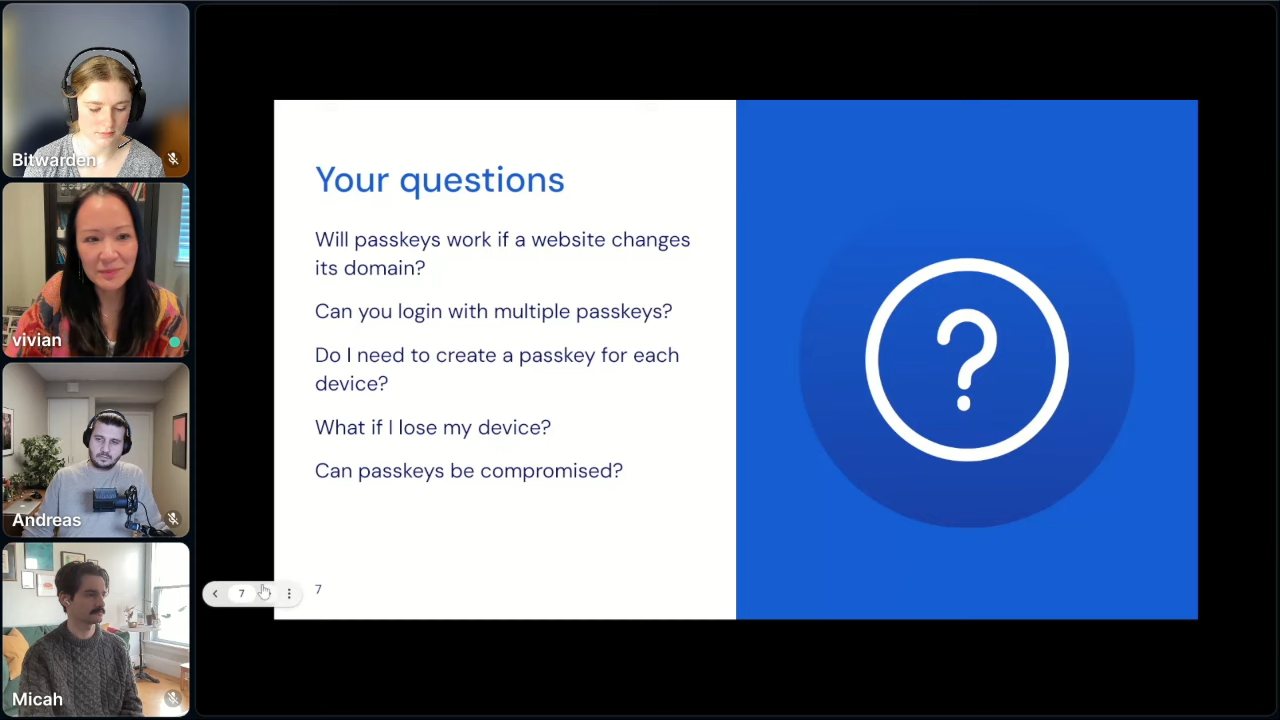 Bitwarden
vivian
Andreas
Micah
Your questions
Will passkeys work if a website changes
its domain?
Can you login with multiple passkeys?
Do I need to create a passkey for each
device?
What if I lose my device?
Can passkeys be compromised?
7
7